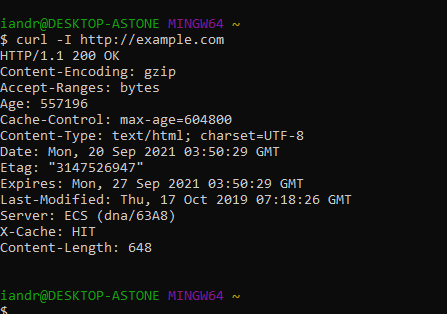 iandr@DESKTOP-ASTONE MINGW64 ~
$ curl -I http://example.com
HTTP/1.1 200 OK
Content-Encoding: gzip
Accept-Ranges: bytes
Age: 557196
Cache-Control: max-age=604800
Content-Type: text/html; charset=UTF-8
Date: Mon, 20 Sep 2021 03:50:29 GMT
Etag: "3147526947"
Expires: Mon, 27 Sep 2021 03:50:29 GMT
Last-Modified: Thu, 17 Oct 2019 07:18:26 GMT
Server: ECS (dna/63A8)
X-Cache: HIT
Content-Length: 648
iandr@DESKTOP-ASTONE MINGW64 ~
$